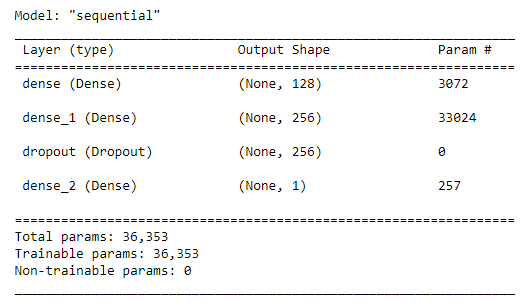 Model: "sequential"
_________________________________________________________________
Layer (type) Output Shape Param #
=================================================================
dense (Dense) (None, 128) 3072
dense_1 (Dense) (None, 256) 33024
dropout (Dropout) (None, 256) 0
dense_2 (Dense) (None, 1) 257
=================================================================
Total params: 36,353
Trainable params: 36,353
Non-trainable params: 0
_________________________________________________________________